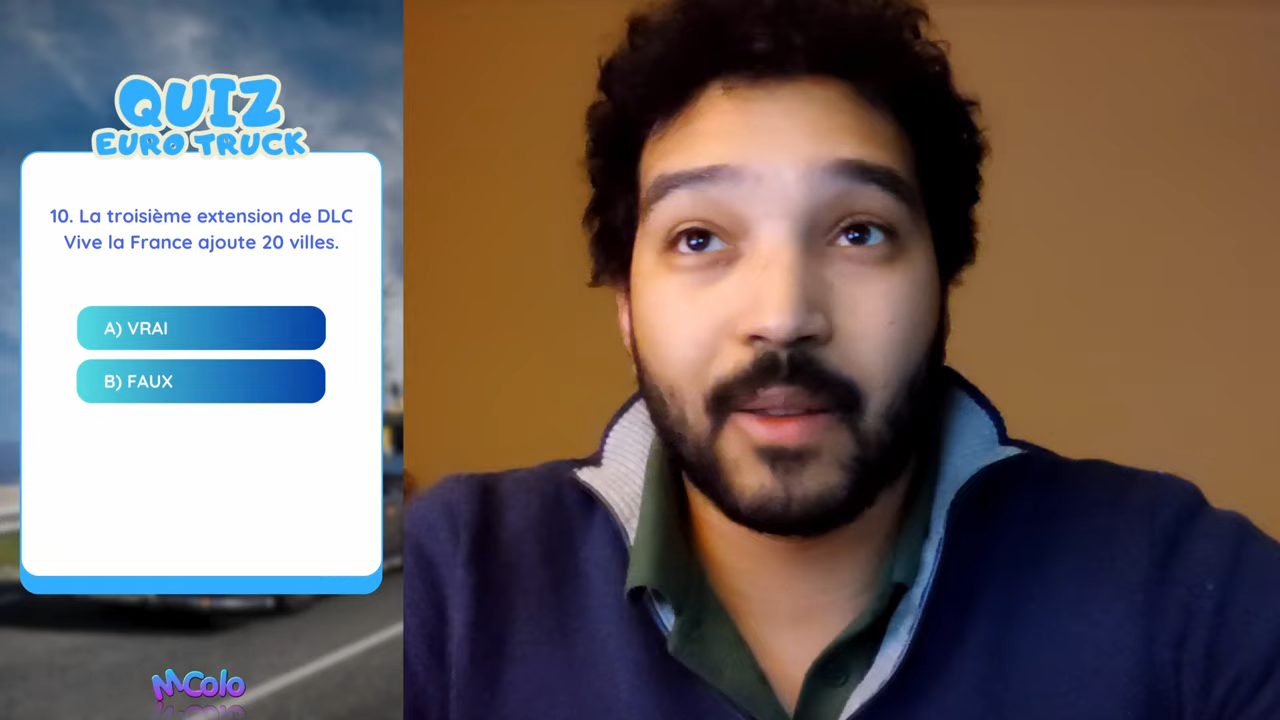 QUIZ
EURO TRUCK
10. La troisième extension de DLC
Vive la France ajoute 20 villes.
A) VRAI
B) FAUX
MColo